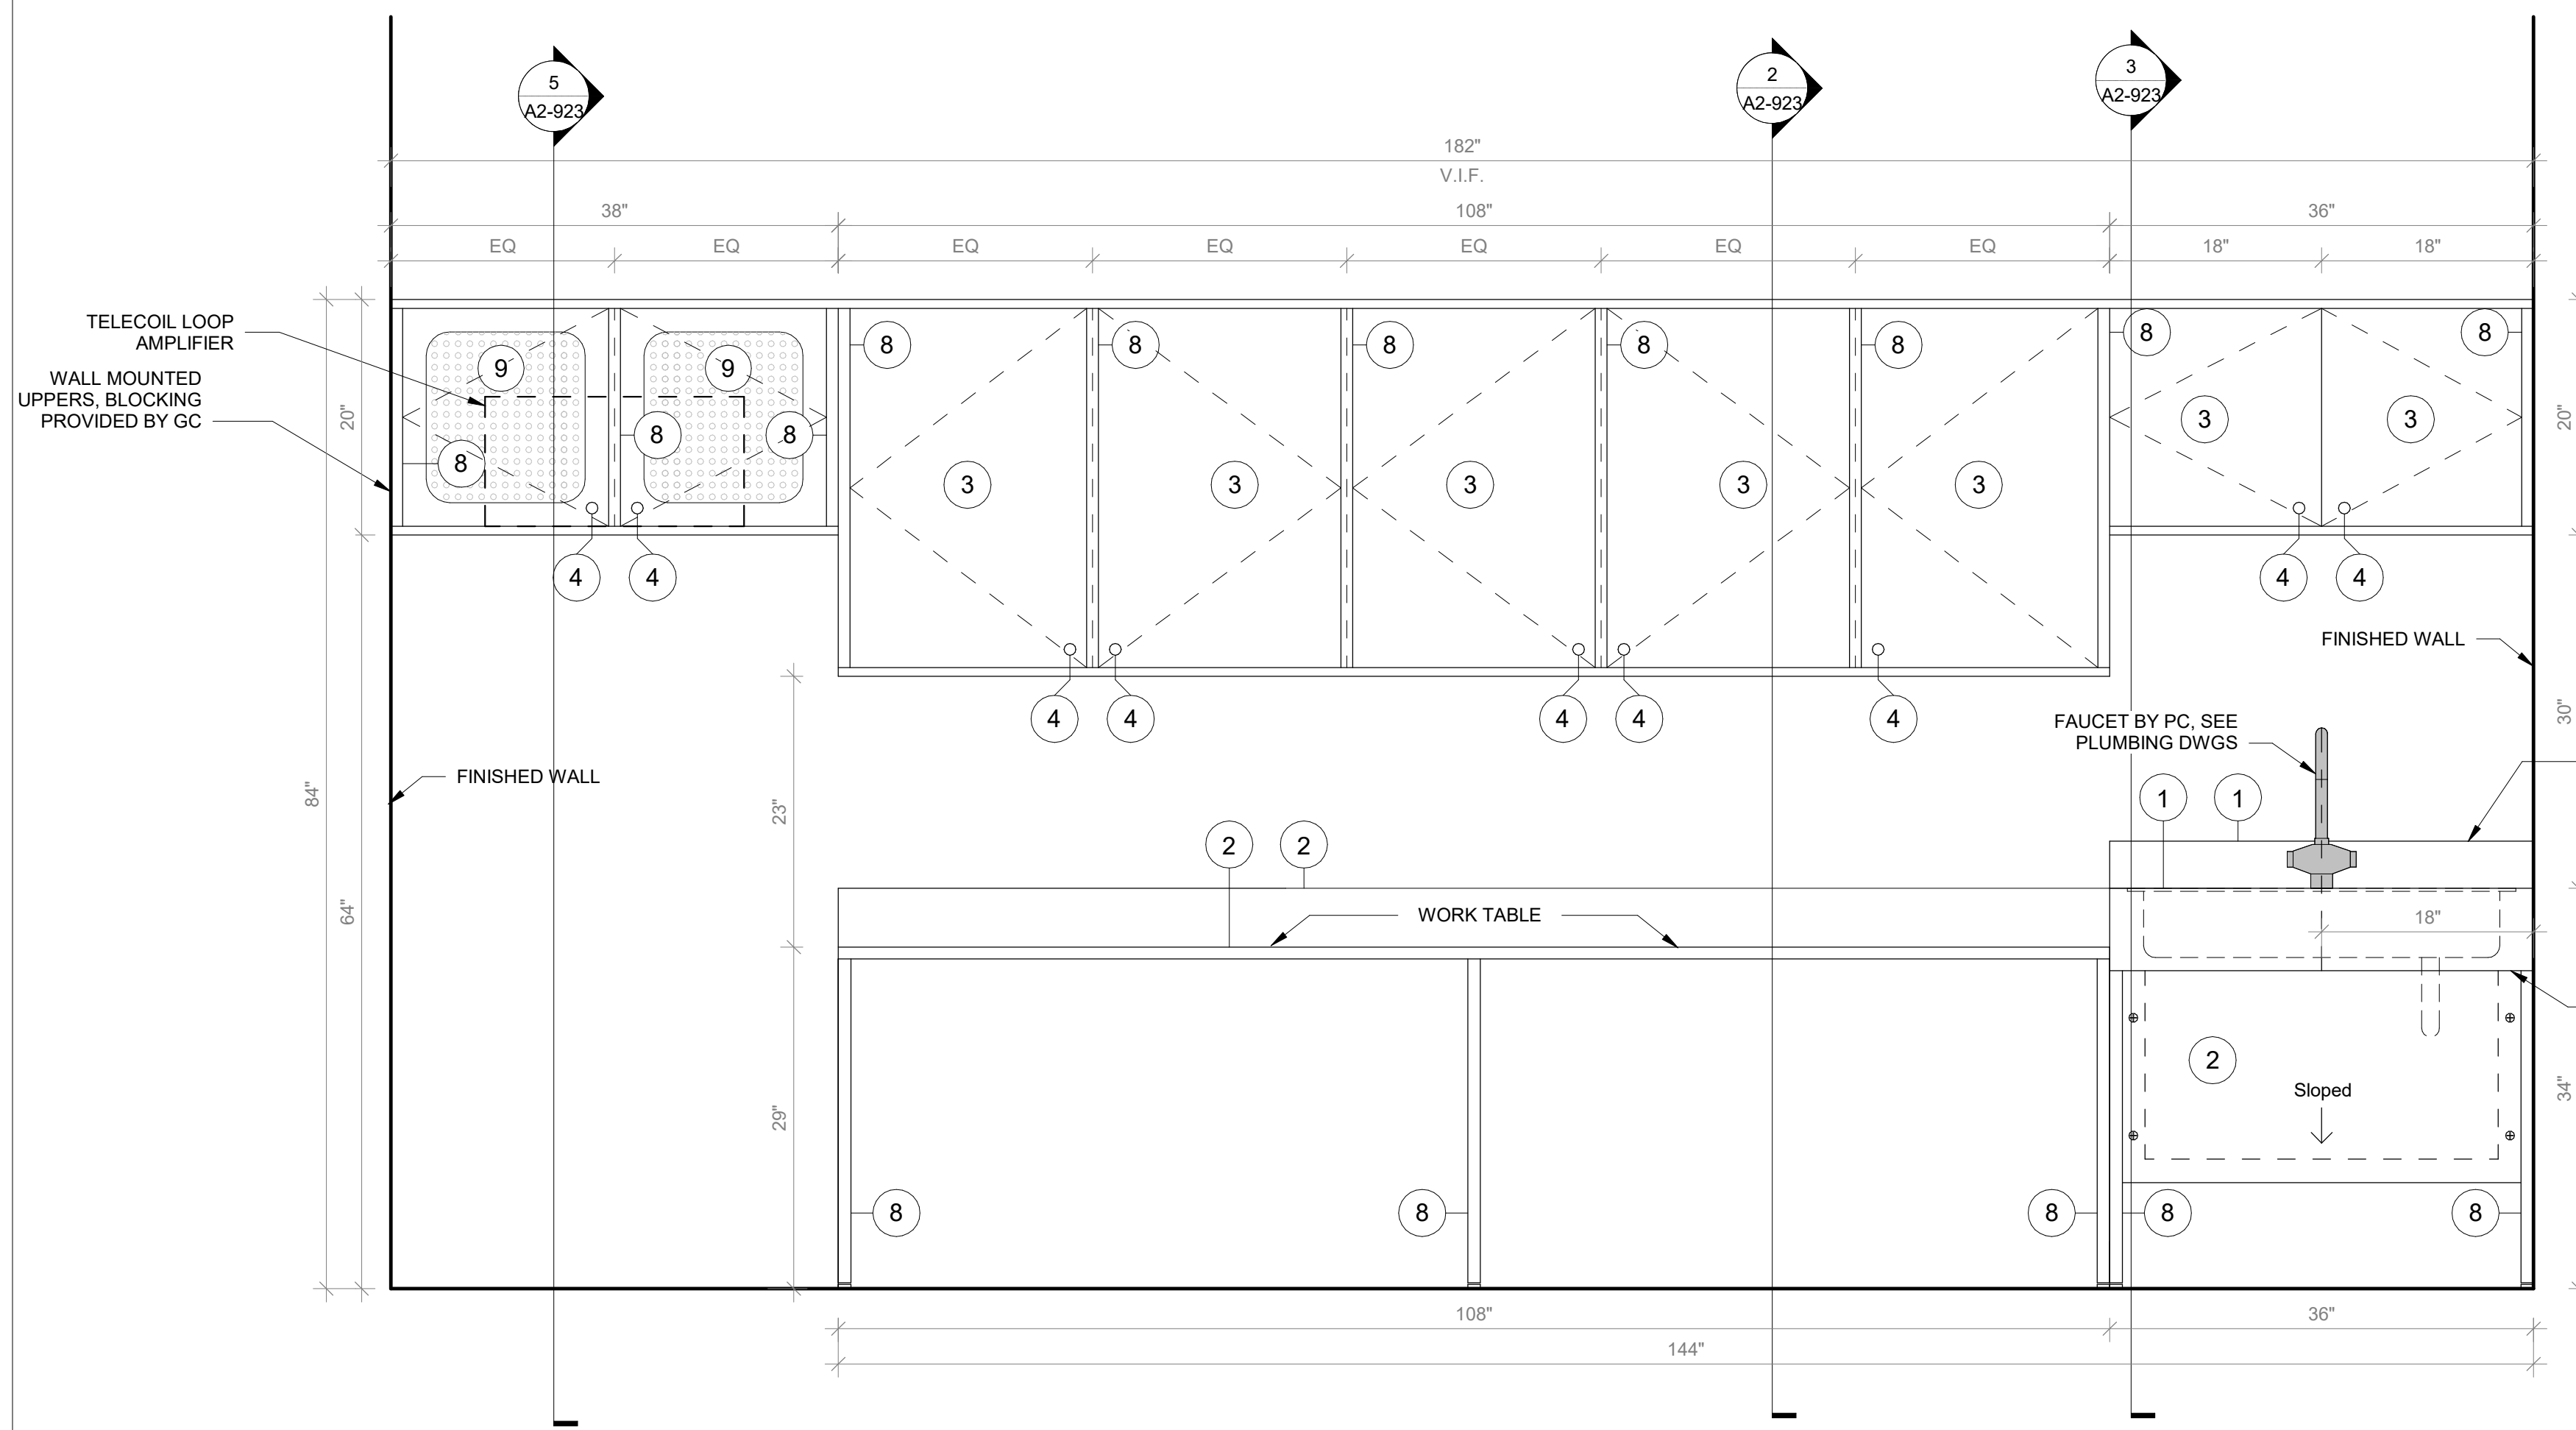 5
A2-923
2
A2-923
3
A2-923
182"
V.I.F.
38"
108"
36"
EQ
EQ
EQ
EQ
EQ
EQ
EQ
18"
18"
TELECOIL LOOP
AMPLIFIER
WALL MOUNTED
UPPERS, BLOCKING
PROVIDED BY GC
20"
9
9
8
8
8
8
8
8
8
8
8
8
3
3
3
3
3
3
3
20"
4
4
4
4
4
4
4
4
4
FINISHED WALL
FINISHED WALL
FAUCET BY PC, SEE
PLUMBING DWGS
30"
84"
64"
23"
1
1
2
2
WORK TABLE
18"
2
Sloped
29"
34"
8
8
8
8
8
108"
36"
144"